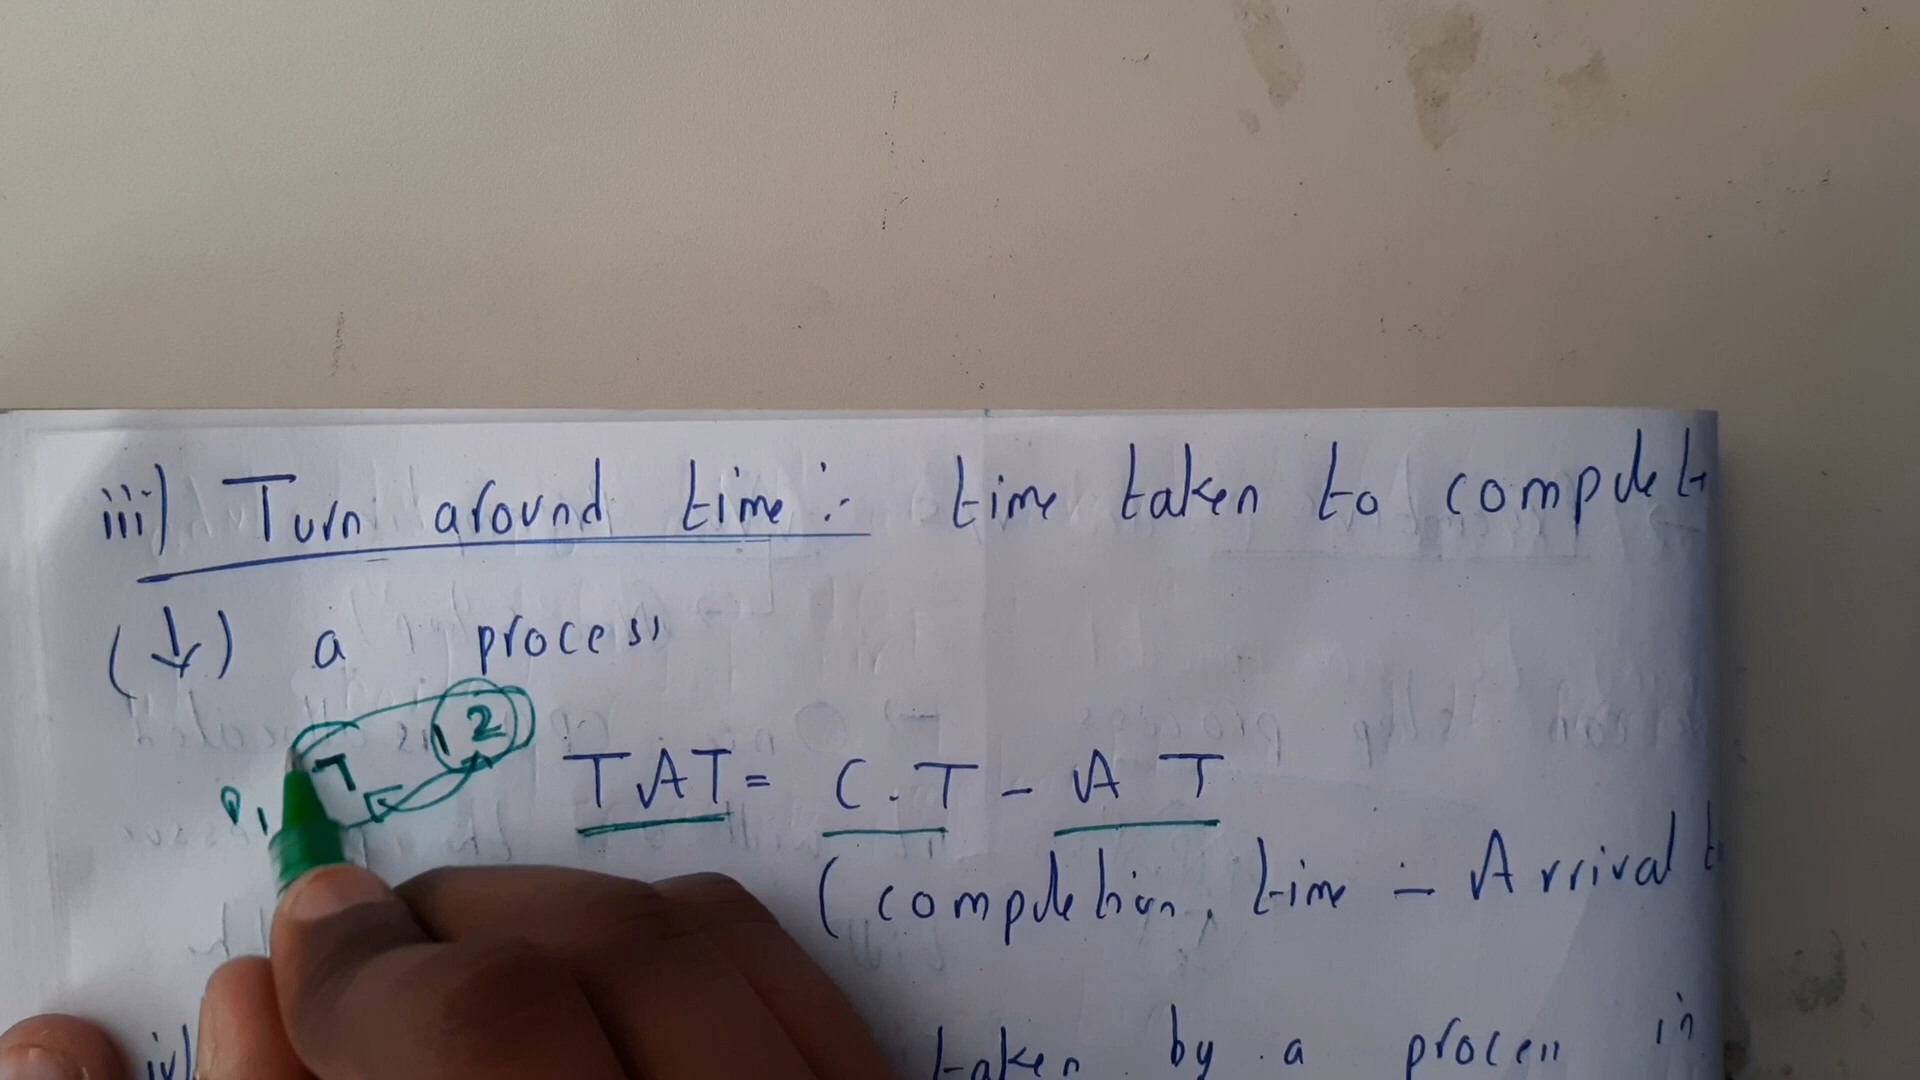 iii) Turn around time :- time taken to complete
(↓) a process
2
P1 T TAT = C.T - A T
(completion time - Arrival t
iv) taken by a process in